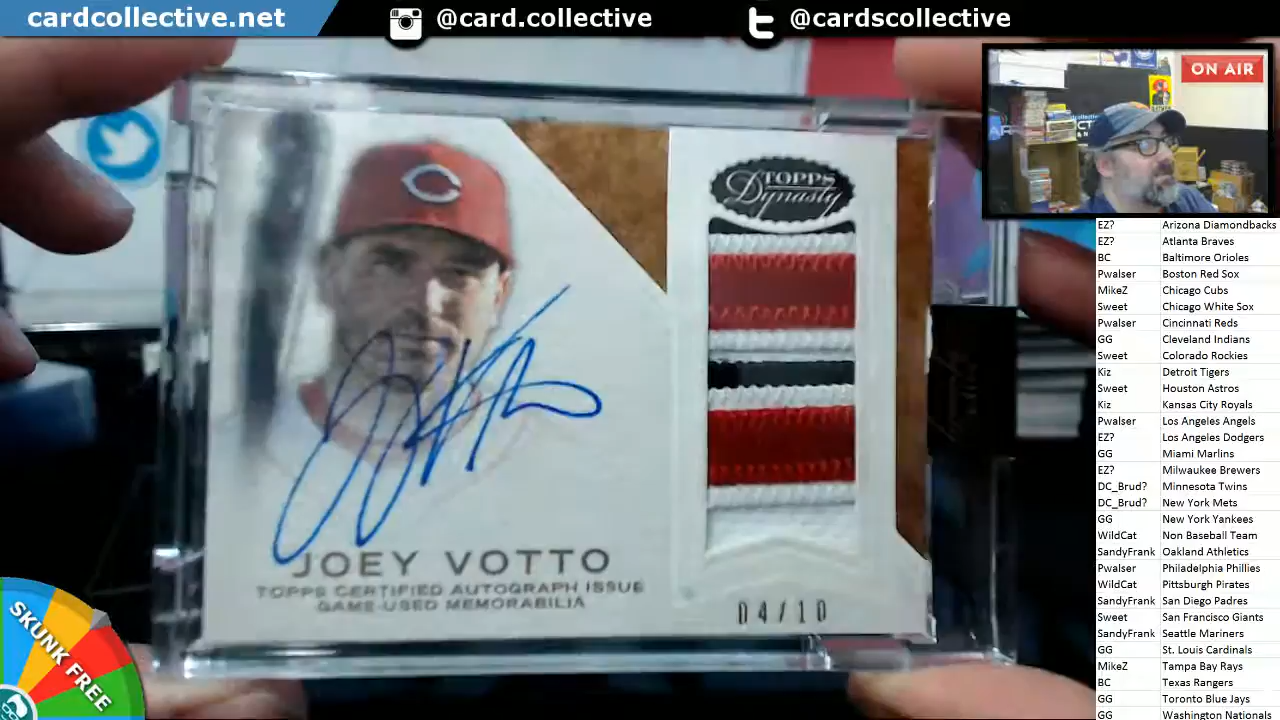 cardcollective.net
@card.collective
@cardscollective
ON AIR
TOPPS
Dynasty
JOEY VOTTO
TOPPS CERTIFIED AUTOGRAPH ISSUE
GAME-USED MEMORABILIA
04/10
SKUNK FREE
EZ? Arizona Diamondbacks
EZ? Atlanta Braves
BC Baltimore Orioles
Pwalser Boston Red Sox
MikeZ Chicago Cubs
Sweet Chicago White Sox
Pwalser Cincinnati Reds
GG Cleveland Indians
Sweet Colorado Rockies
Kiz Detroit Tigers
Sweet Houston Astros
Kiz Kansas City Royals
Pwalser Los Angeles Angels
EZ? Los Angeles Dodgers
GG Miami Marlins
EZ? Milwaukee Brewers
DC_Brud? Minnesota Twins
DC_Brud? New York Mets
GG New York Yankees
WildCat Non Baseball Team
SandyFrank Oakland Athletics
Pwalser Philadelphia Phillies
WildCat Pittsburgh Pirates
SandyFrank San Diego Padres
Sweet San Francisco Giants
SandyFrank Seattle Mariners
GG St. Louis Cardinals
MikeZ Tampa Bay Rays
BC Texas Rangers
GG Toronto Blue Jays
GG Washington Nationals